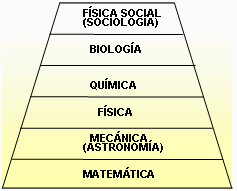 FÍSICA SOCIAL
(SOCIOLOGÍA)
BIOLOGÍA
QUÍMICA
FÍSICA
MECÁNICA
(ASTRONOMÍA)
MATEMÁTICA